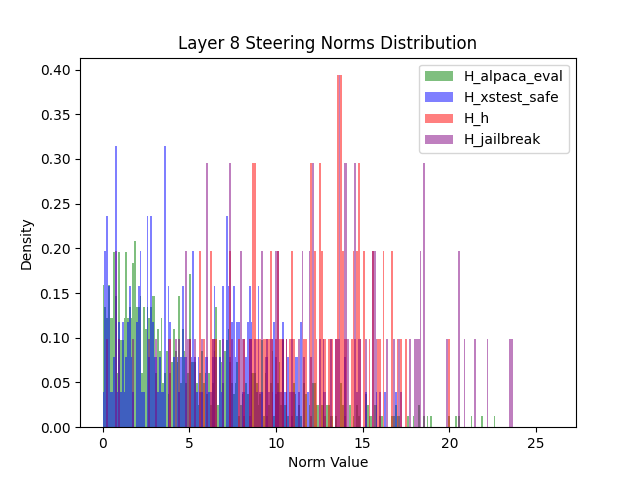 Layer 8 Steering Norms Distribution
H_alpaca_eval
H_xstest_safe
H_h
H_jailbreak
Density
0.40
0.35
0.30
0.25
0.20
0.15
0.10
0.05
0.00
0
5
10
15
20
25
Norm Value